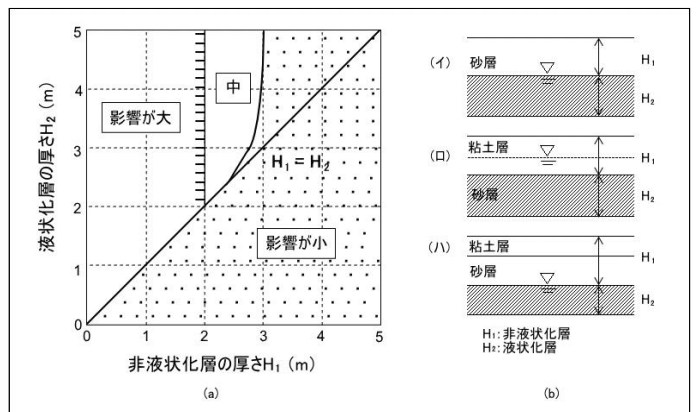 5
4
3
2
1
0
液状化層の厚さH₂ (m)
影響が大
中
H₁ = H₂
影響が小
0 1 2 3 4 5
非液状化層の厚さH₁ (m)
(a)
(イ) 砂層 H₁
H₂
(ロ) 粘土層 H₁
砂層 H₂
(ハ) 粘土層 H₁
砂層
H₂
H₁:非液状化層
H₂:液状化層
(b)